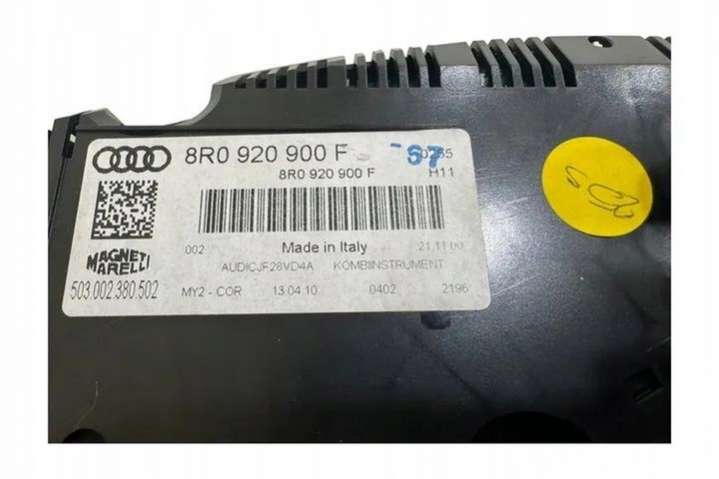 8R0 920 900 F
8R0 920 900 F
H11
002
Made in Italy
MAGNETI
MARELLI
AUDICJF28VD4A KOMBIINSTRUMENT
503.002.380.502
MY2 - COR 13.04.10 0402 2196